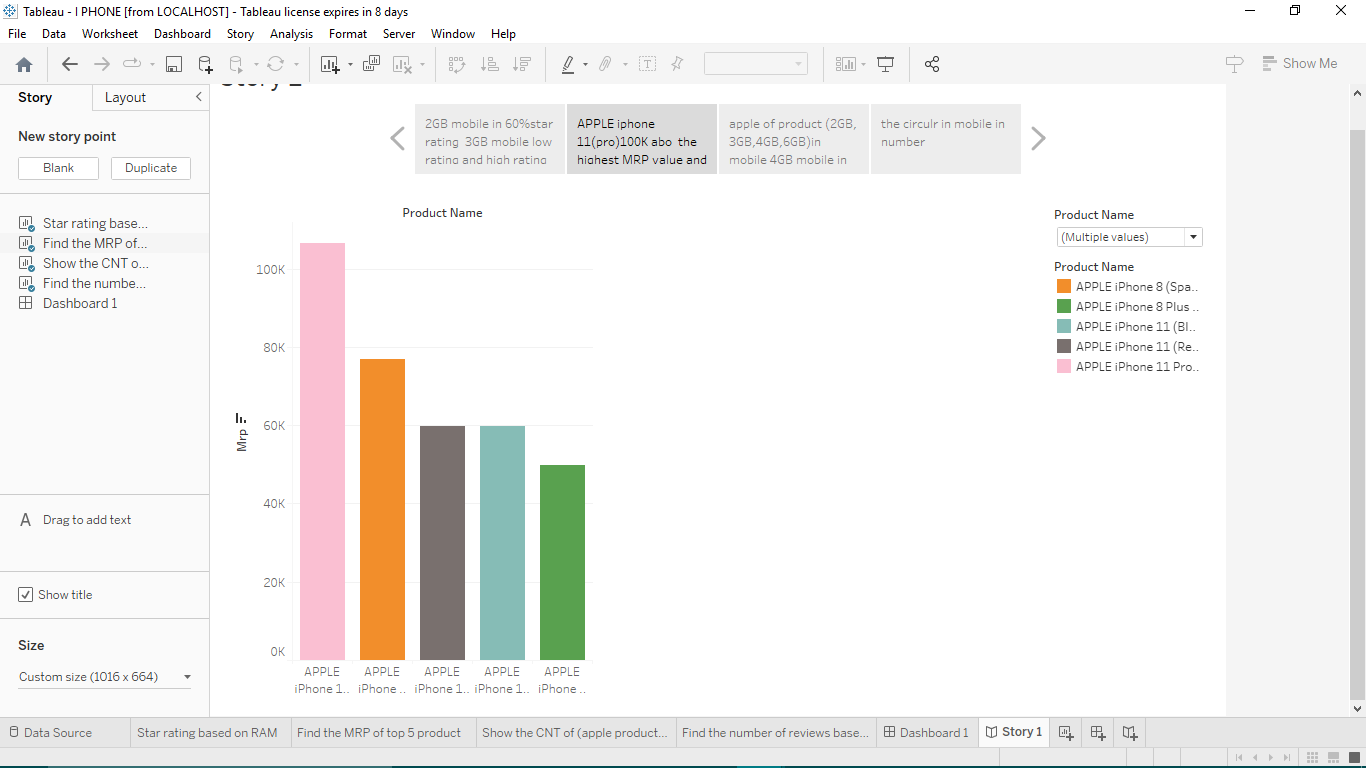 Tableau - I PHONE [from LOCALHOST] - Tableau license expires in 8 days
File Data Worksheet Dashboard Story Analysis Format Server Window Help
Show Me
Story
Layout
New story point
Blank
Duplicate
Star rating base...
Find the MRP of...
Show the CNT o...
Find the numbe...
Dashboard 1
A Drag to add text
Show title
Size
Custom size (1016 x 664)
2GB mobile in 60%star
rating 3GB mobile low
rating and high rating
APPLE iphone
11(pro)100K abo the
highest MRP value and
apple of product (2GB,
3GB,4GB,6GB)in
mobile 4GB mobile in
the circulr in mobile in
number
Product Name
100K
80K
60K
40K
20K
0K
Mrp
APPLE
iPhone 1..
APPLE
iPhone ..
APPLE
iPhone 1..
APPLE
iPhone 1..
APPLE
iPhone ..
Product Name
(Multiple values)
Product Name
APPLE iPhone 8 (Spa..
APPLE iPhone 8 Plus ..
APPLE iPhone 11 (Bl..
APPLE iPhone 11 (Re..
APPLE iPhone 11 Pro..
Data Source
Star rating based on RAM
Find the MRP of top 5 product
Show the CNT of (apple product...
Find the number of reviews base...
Dashboard 1
Story 1